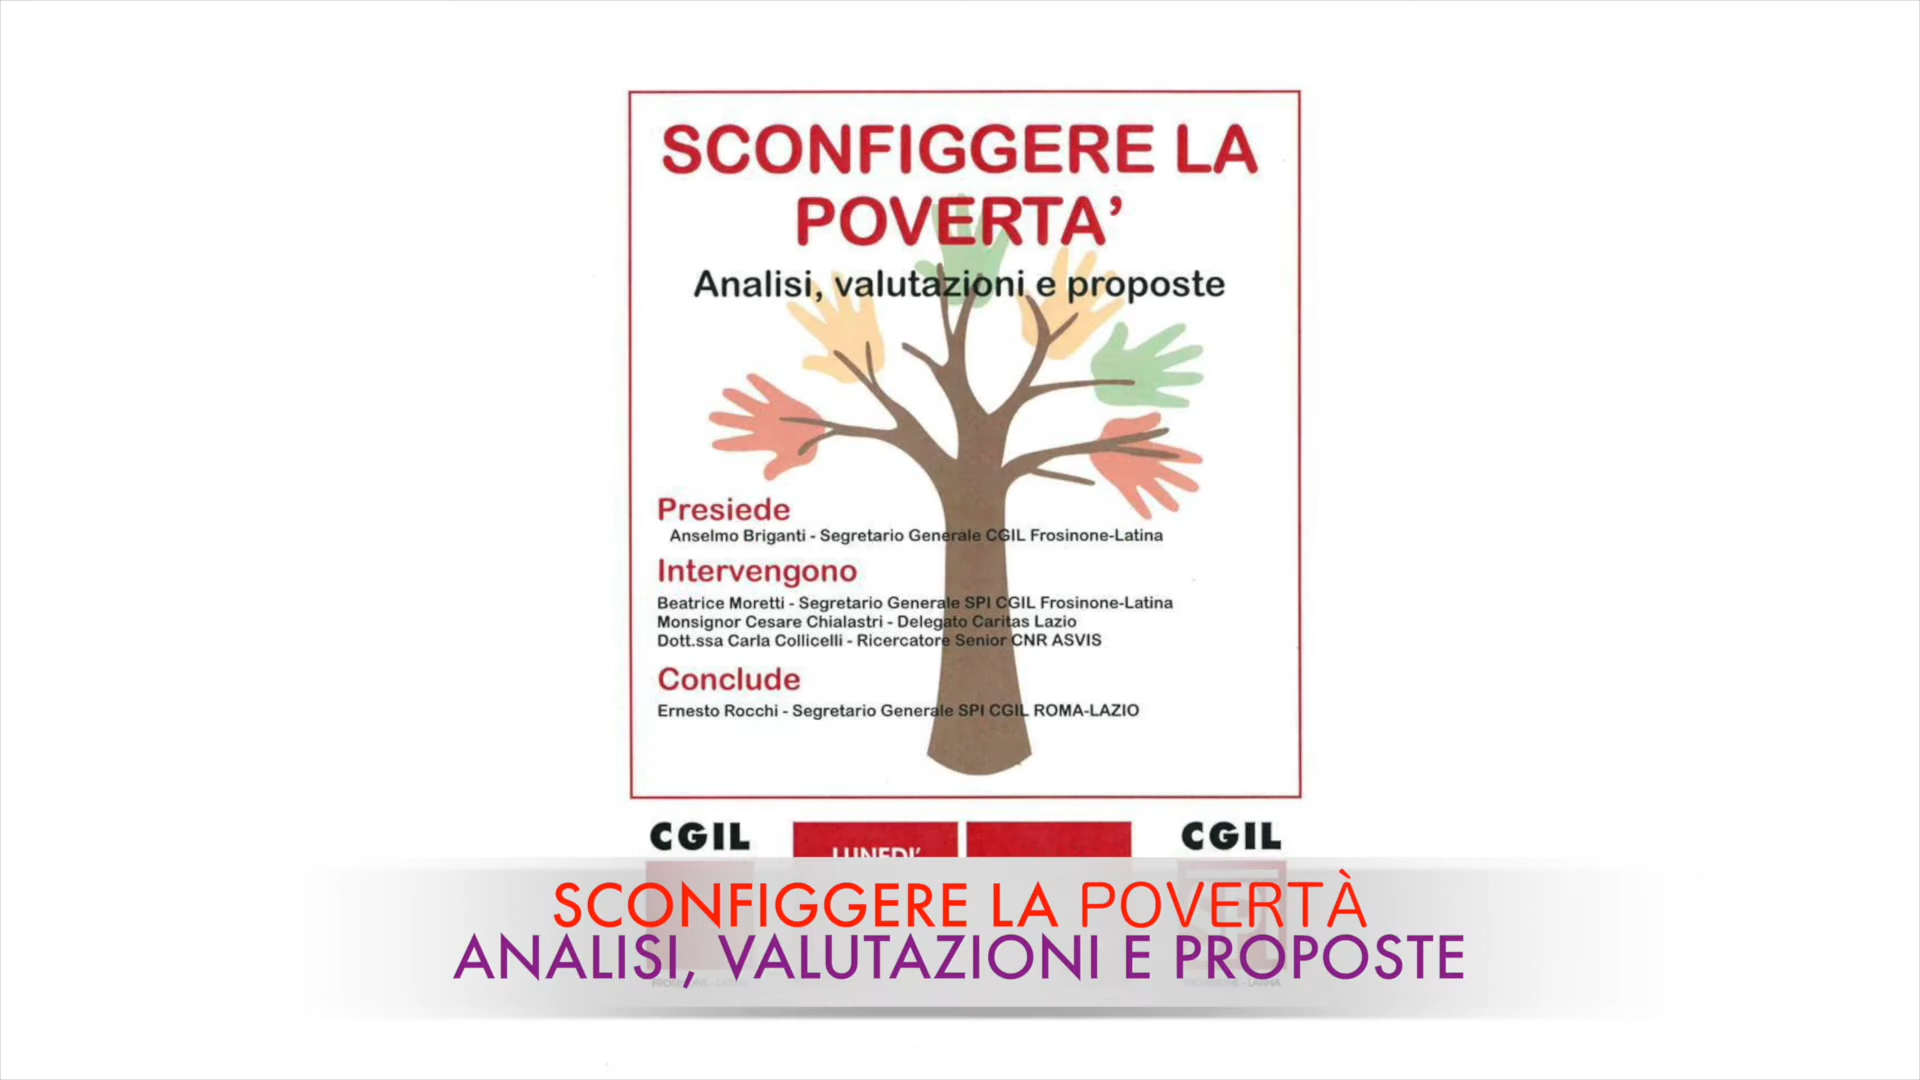 SCONFIGGERE LA
POVERTA’
Analisi, valutazioni e proposte
Presiede
Anselmo Briganti - Segretario Generale CGIL Frosinone-Latina
Intervengono
Beatrice Moretti - Segretario Generale SPI CGIL Frosinone-Latina
Monsignor Cesare Chialastri - Delegato Caritas Lazio
Dott.ssa Carla Collicelli - Ricercatore Senior CNR ASVIS
Conclude
Ernesto Rocchi - Segretario Generale SPI CGIL ROMA-LAZIO
CGIL
LUNEDI’
CGIL
SCONFIGGERE LA POVERTÀ
ANALISI, VALUTAZIONI E PROPOSTE